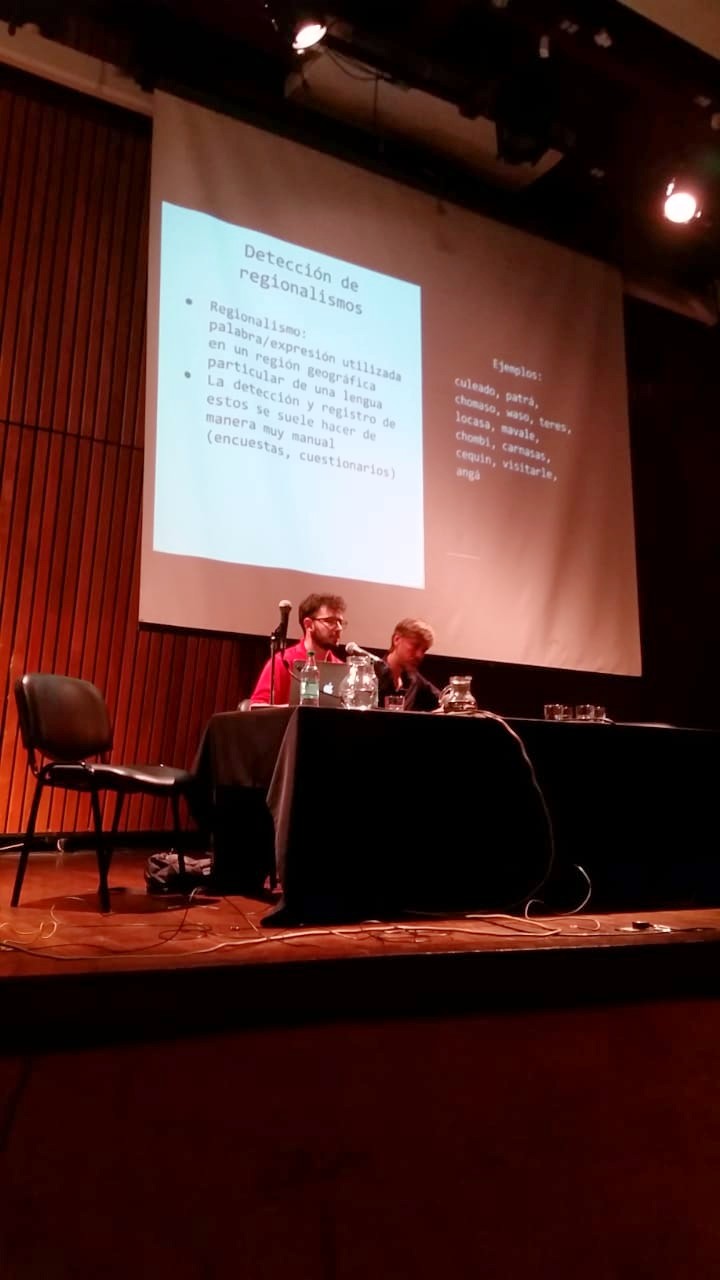 Detección de
regionalismos
● Regionalismo:
palabra/expresión utilizada
en un región geográfica
particular de una lengua
● La detección y registro de
estos se suele hacer de
manera muy manual
(encuestas, cuestionarios)
Ejemplos:
culeado, patrá,
chomaso, waso, teres,
locasa, mavale,
chombi, carnasas,
cequin, visitarle,
angá